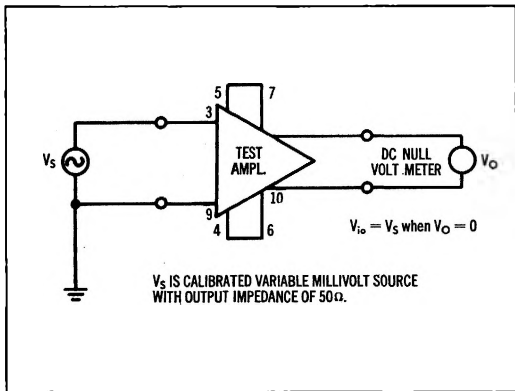 5 7
3
TEST
AMPL.
VS
DC NULL
VOLT METER
VO
10
9
4 6
Vio = VS when VO = 0
VS IS CALIBRATED VARIABLE MILLIVOLT SOURCE
WITH OUTPUT IMPEDANCE OF 50Ω.